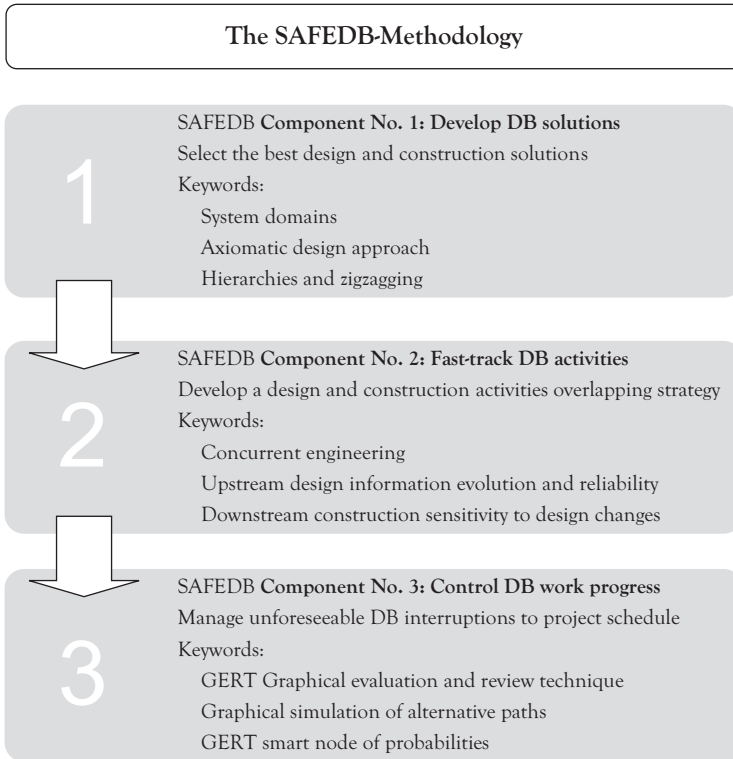 The SAFEDB-Methodology
1
SAFEDB Component No. 1: Develop DB solutions
Select the best design and construction solutions
Keywords:
System domains
Axiomatic design approach
Hierarchies and zigzagging
2
SAFEDB Component No. 2: Fast-track DB activities
Develop a design and construction activities overlapping strategy
Keywords:
Concurrent engineering
Upstream design information evolution and reliability
Downstream construction sensitivity to design changes
3
SAFEDB Component No. 3: Control DB work progress
Manage unforeseeable DB interruptions to project schedule
Keywords:
GERT Graphical evaluation and review technique
Graphical simulation of alternative paths
GERT smart node of probabilities